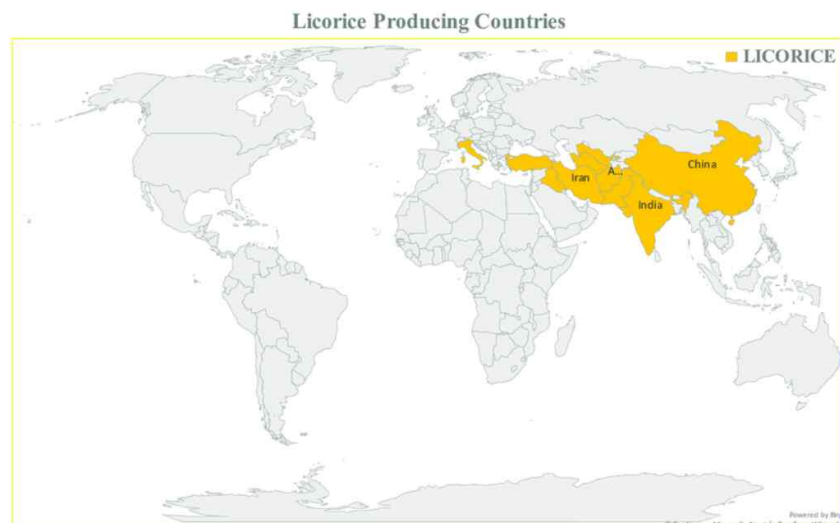 Licorice Producing Countries
LICORICE
China
A...
Iran
India
Powered by